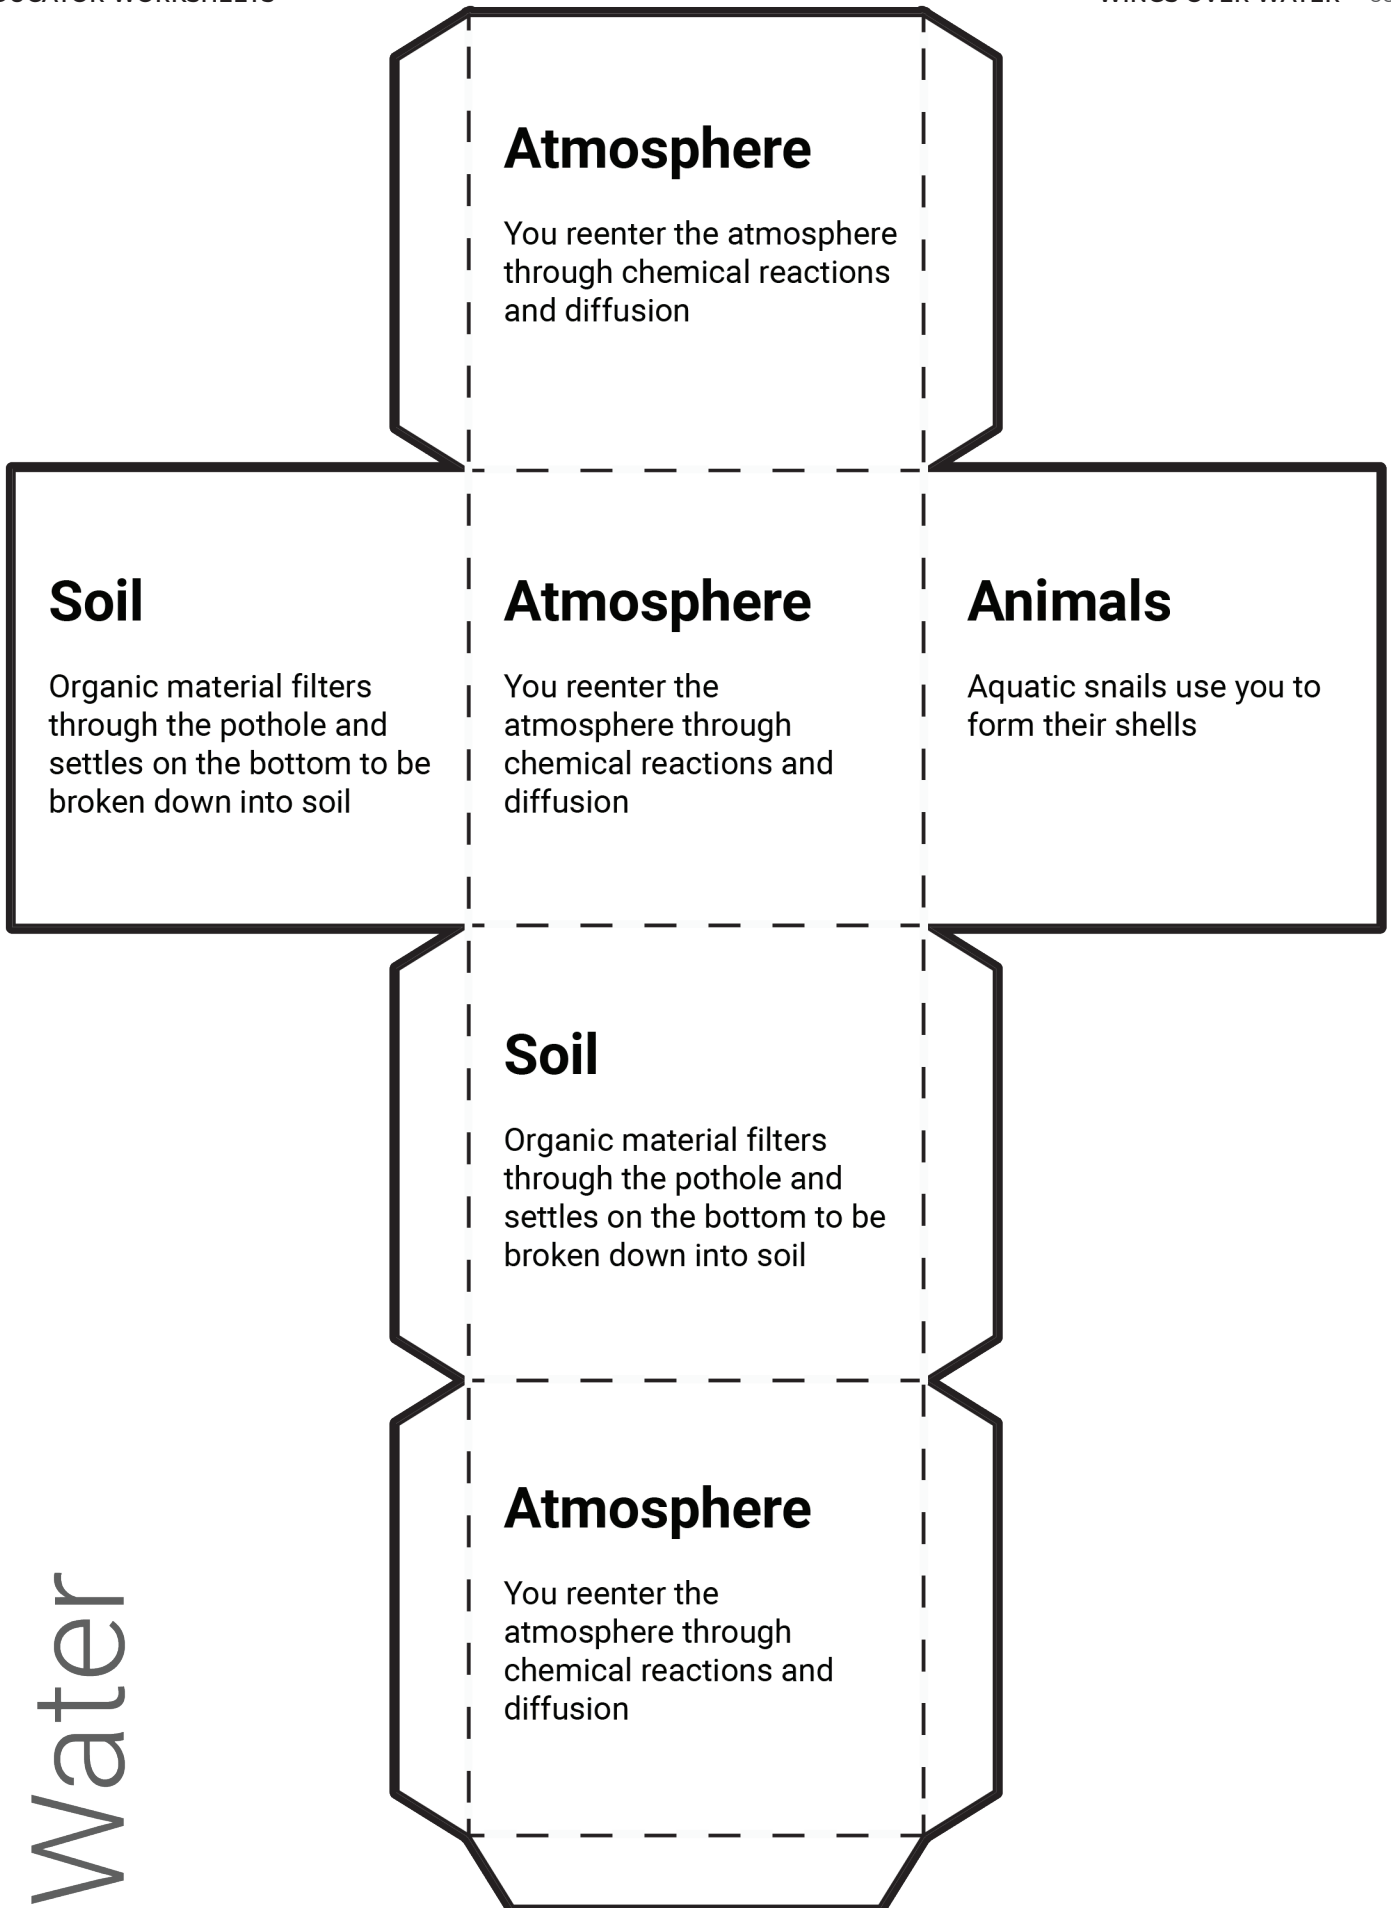 WINGS OVER WATER
Atmosphere
You reenter the atmosphere
through chemical reactions
and diffusion
Soil
Organic material filters
through the pothole and
settles on the bottom to be
broken down into soil
Atmosphere
You reenter the
atmosphere through
chemical reactions and
diffusion
Animals
Aquatic snails use you to
form their shells
Soil
Organic material filters
through the pothole and
settles on the bottom to be
broken down into soil
Atmosphere
You reenter the
atmosphere through
chemical reactions and
diffusion
Water